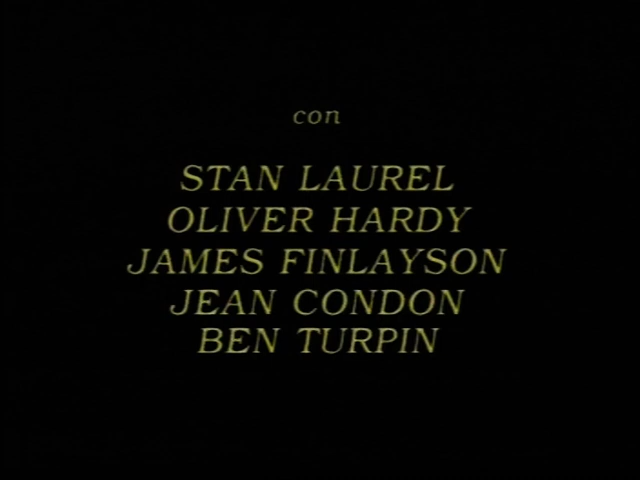 con
STAN LAUREL
OLIVER HARDY
JAMES FINLAYSON
JEAN CONDON
BEN TURPIN